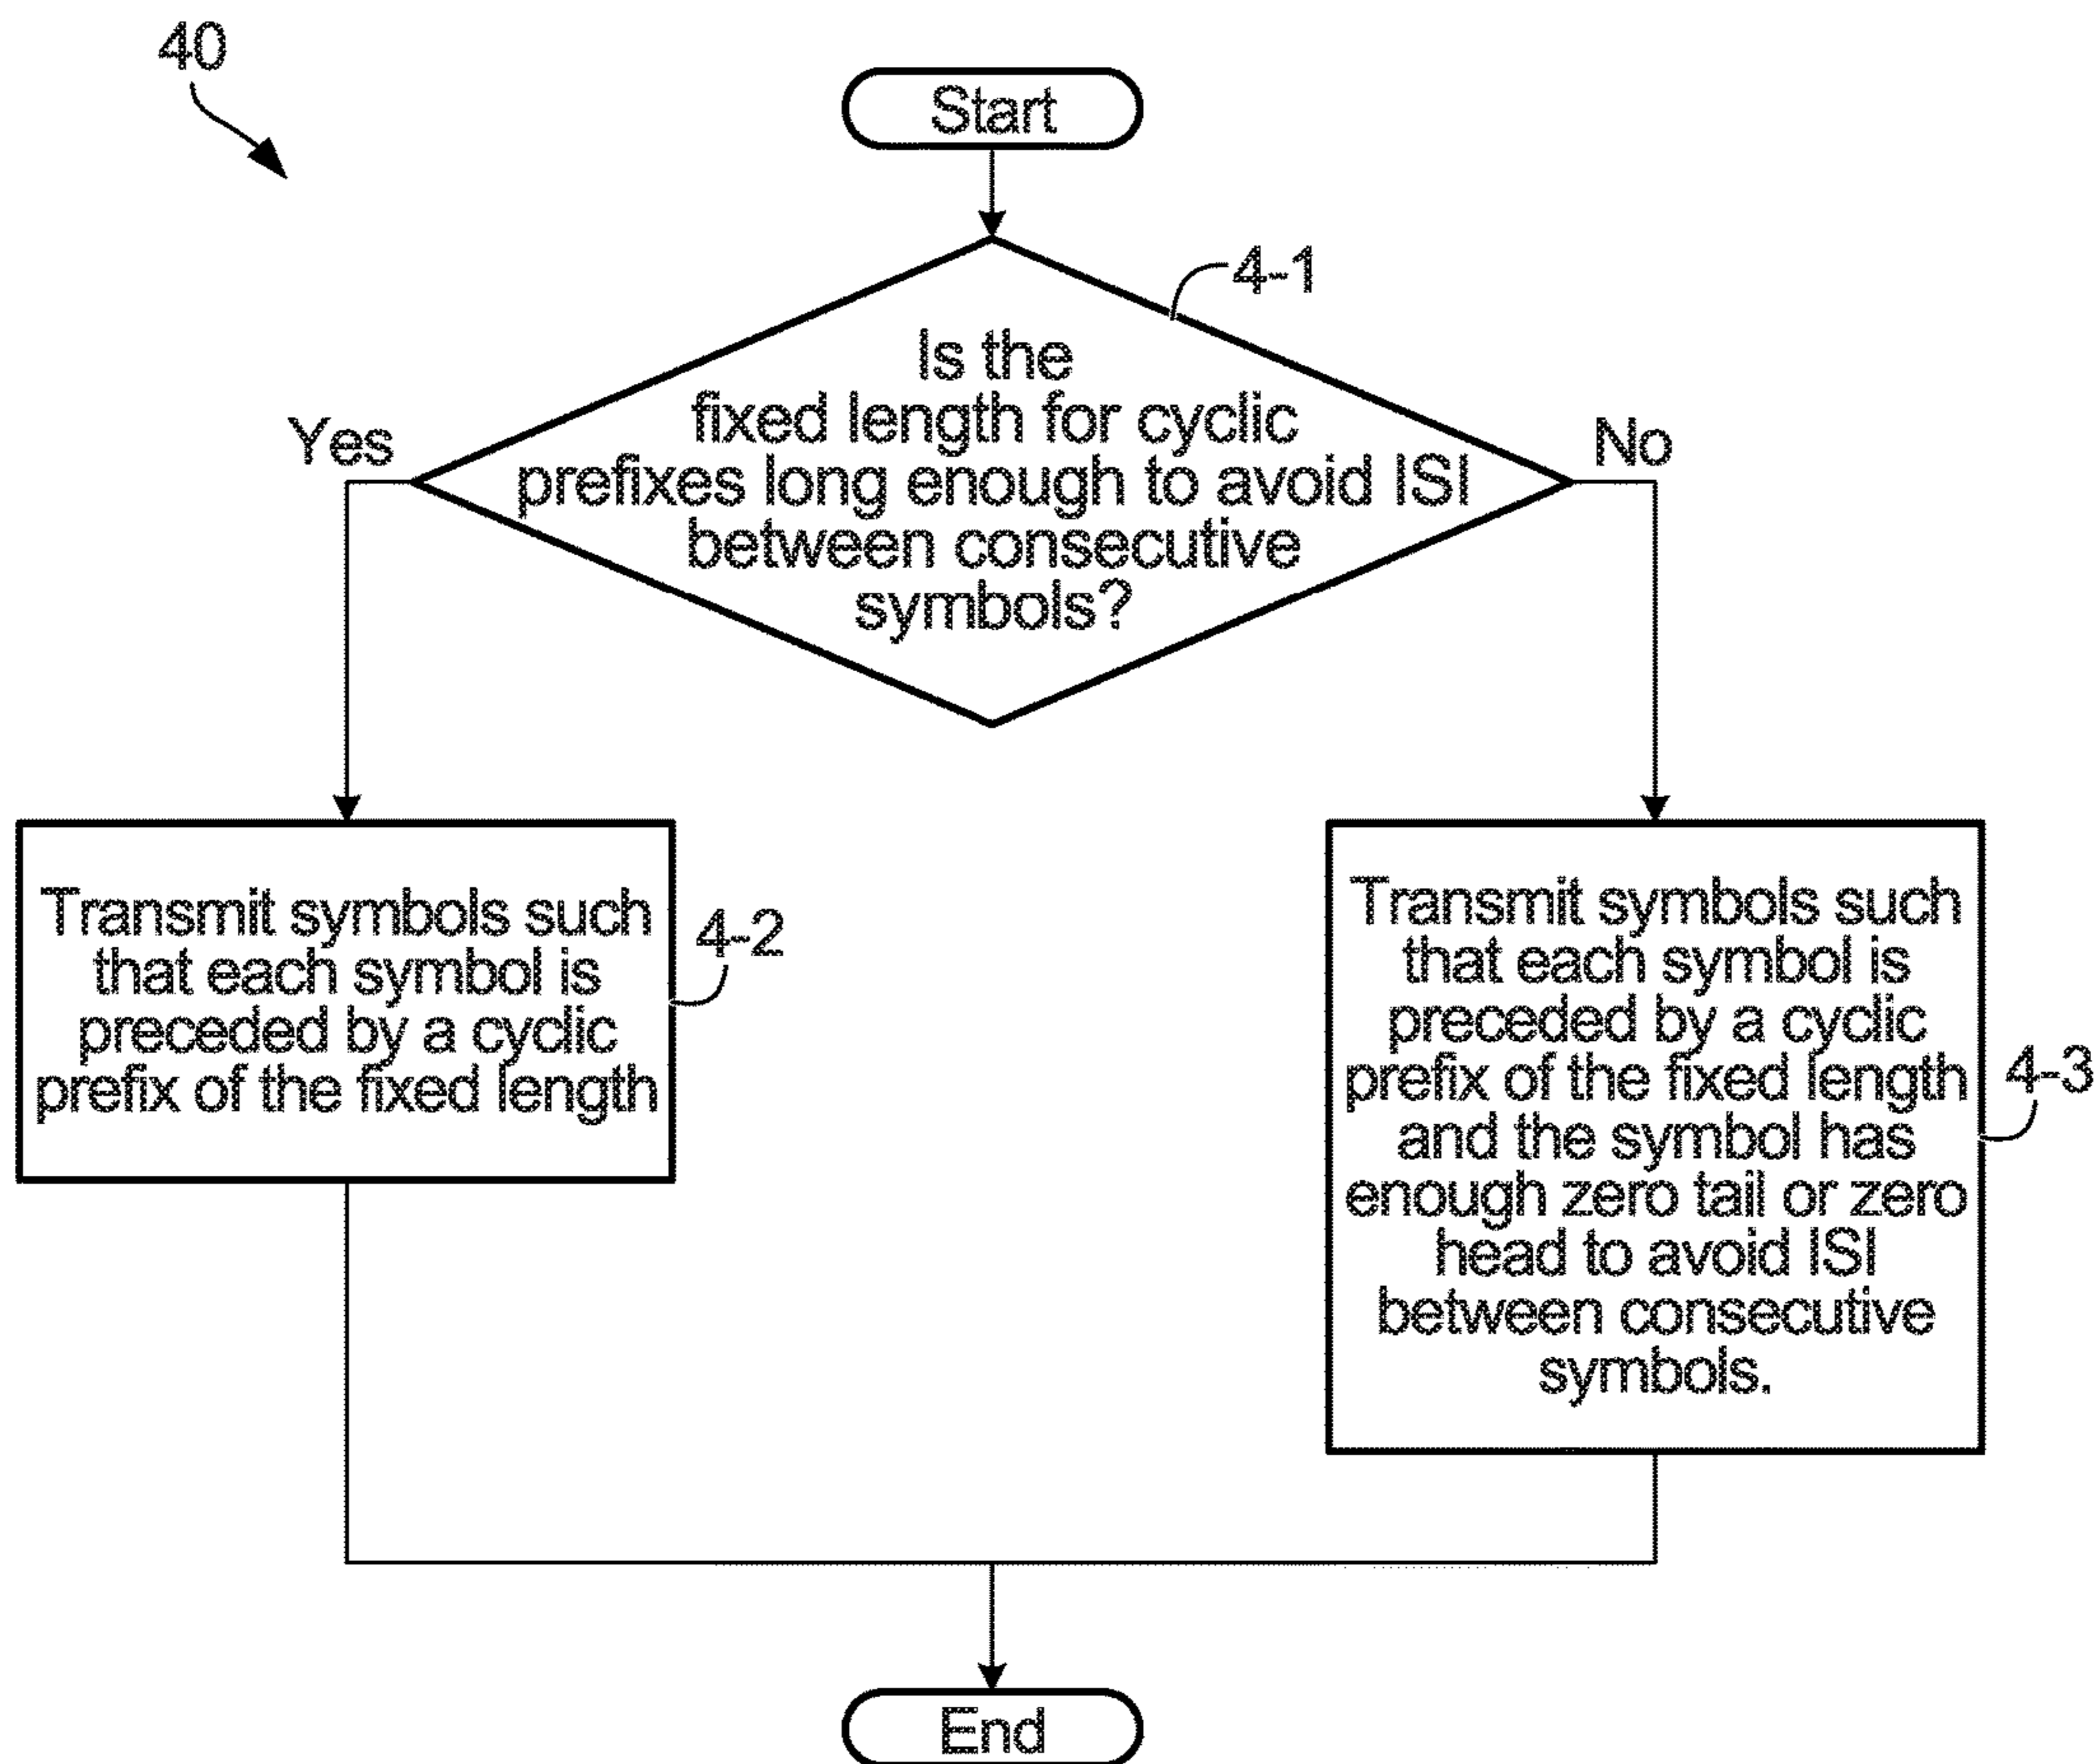 40
Start
4-1
Is the
fixed length for cyclic
prefixes long enough to avoid ISI
between consecutive
symbols?
Yes
No
Transmit symbols such
that each symbol is
preceded by a cyclic
prefix of the fixed length
4-2
Transmit symbols such
that each symbol is
preceded by a cyclic
prefix of the fixed length
and the symbol has
enough zero tail or zero
head to avoid ISI
between consecutive
symbols.
4-3
End